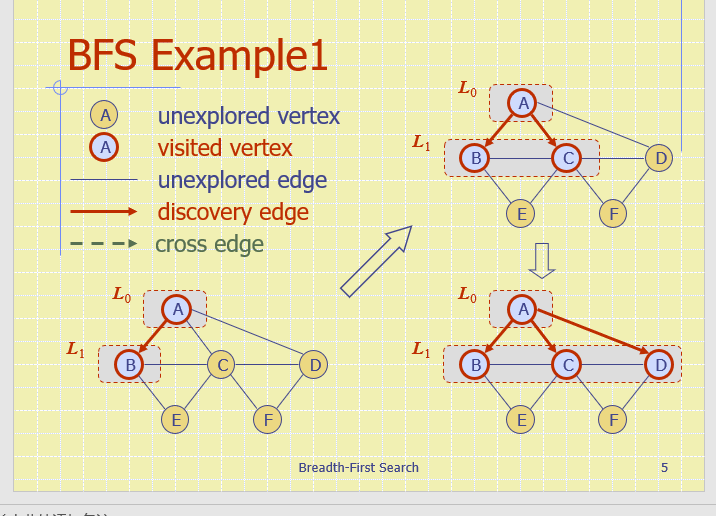 BFS Example1
A unexplored vertex
A visited vertex
unexplored edge
discovery edge
cross edge
L0
A
L1
B
C
D
E
F
L0
A
L1
B
C
D
E
F
L0
A
L1
B
C
D
E
F
Breadth-First Search
5